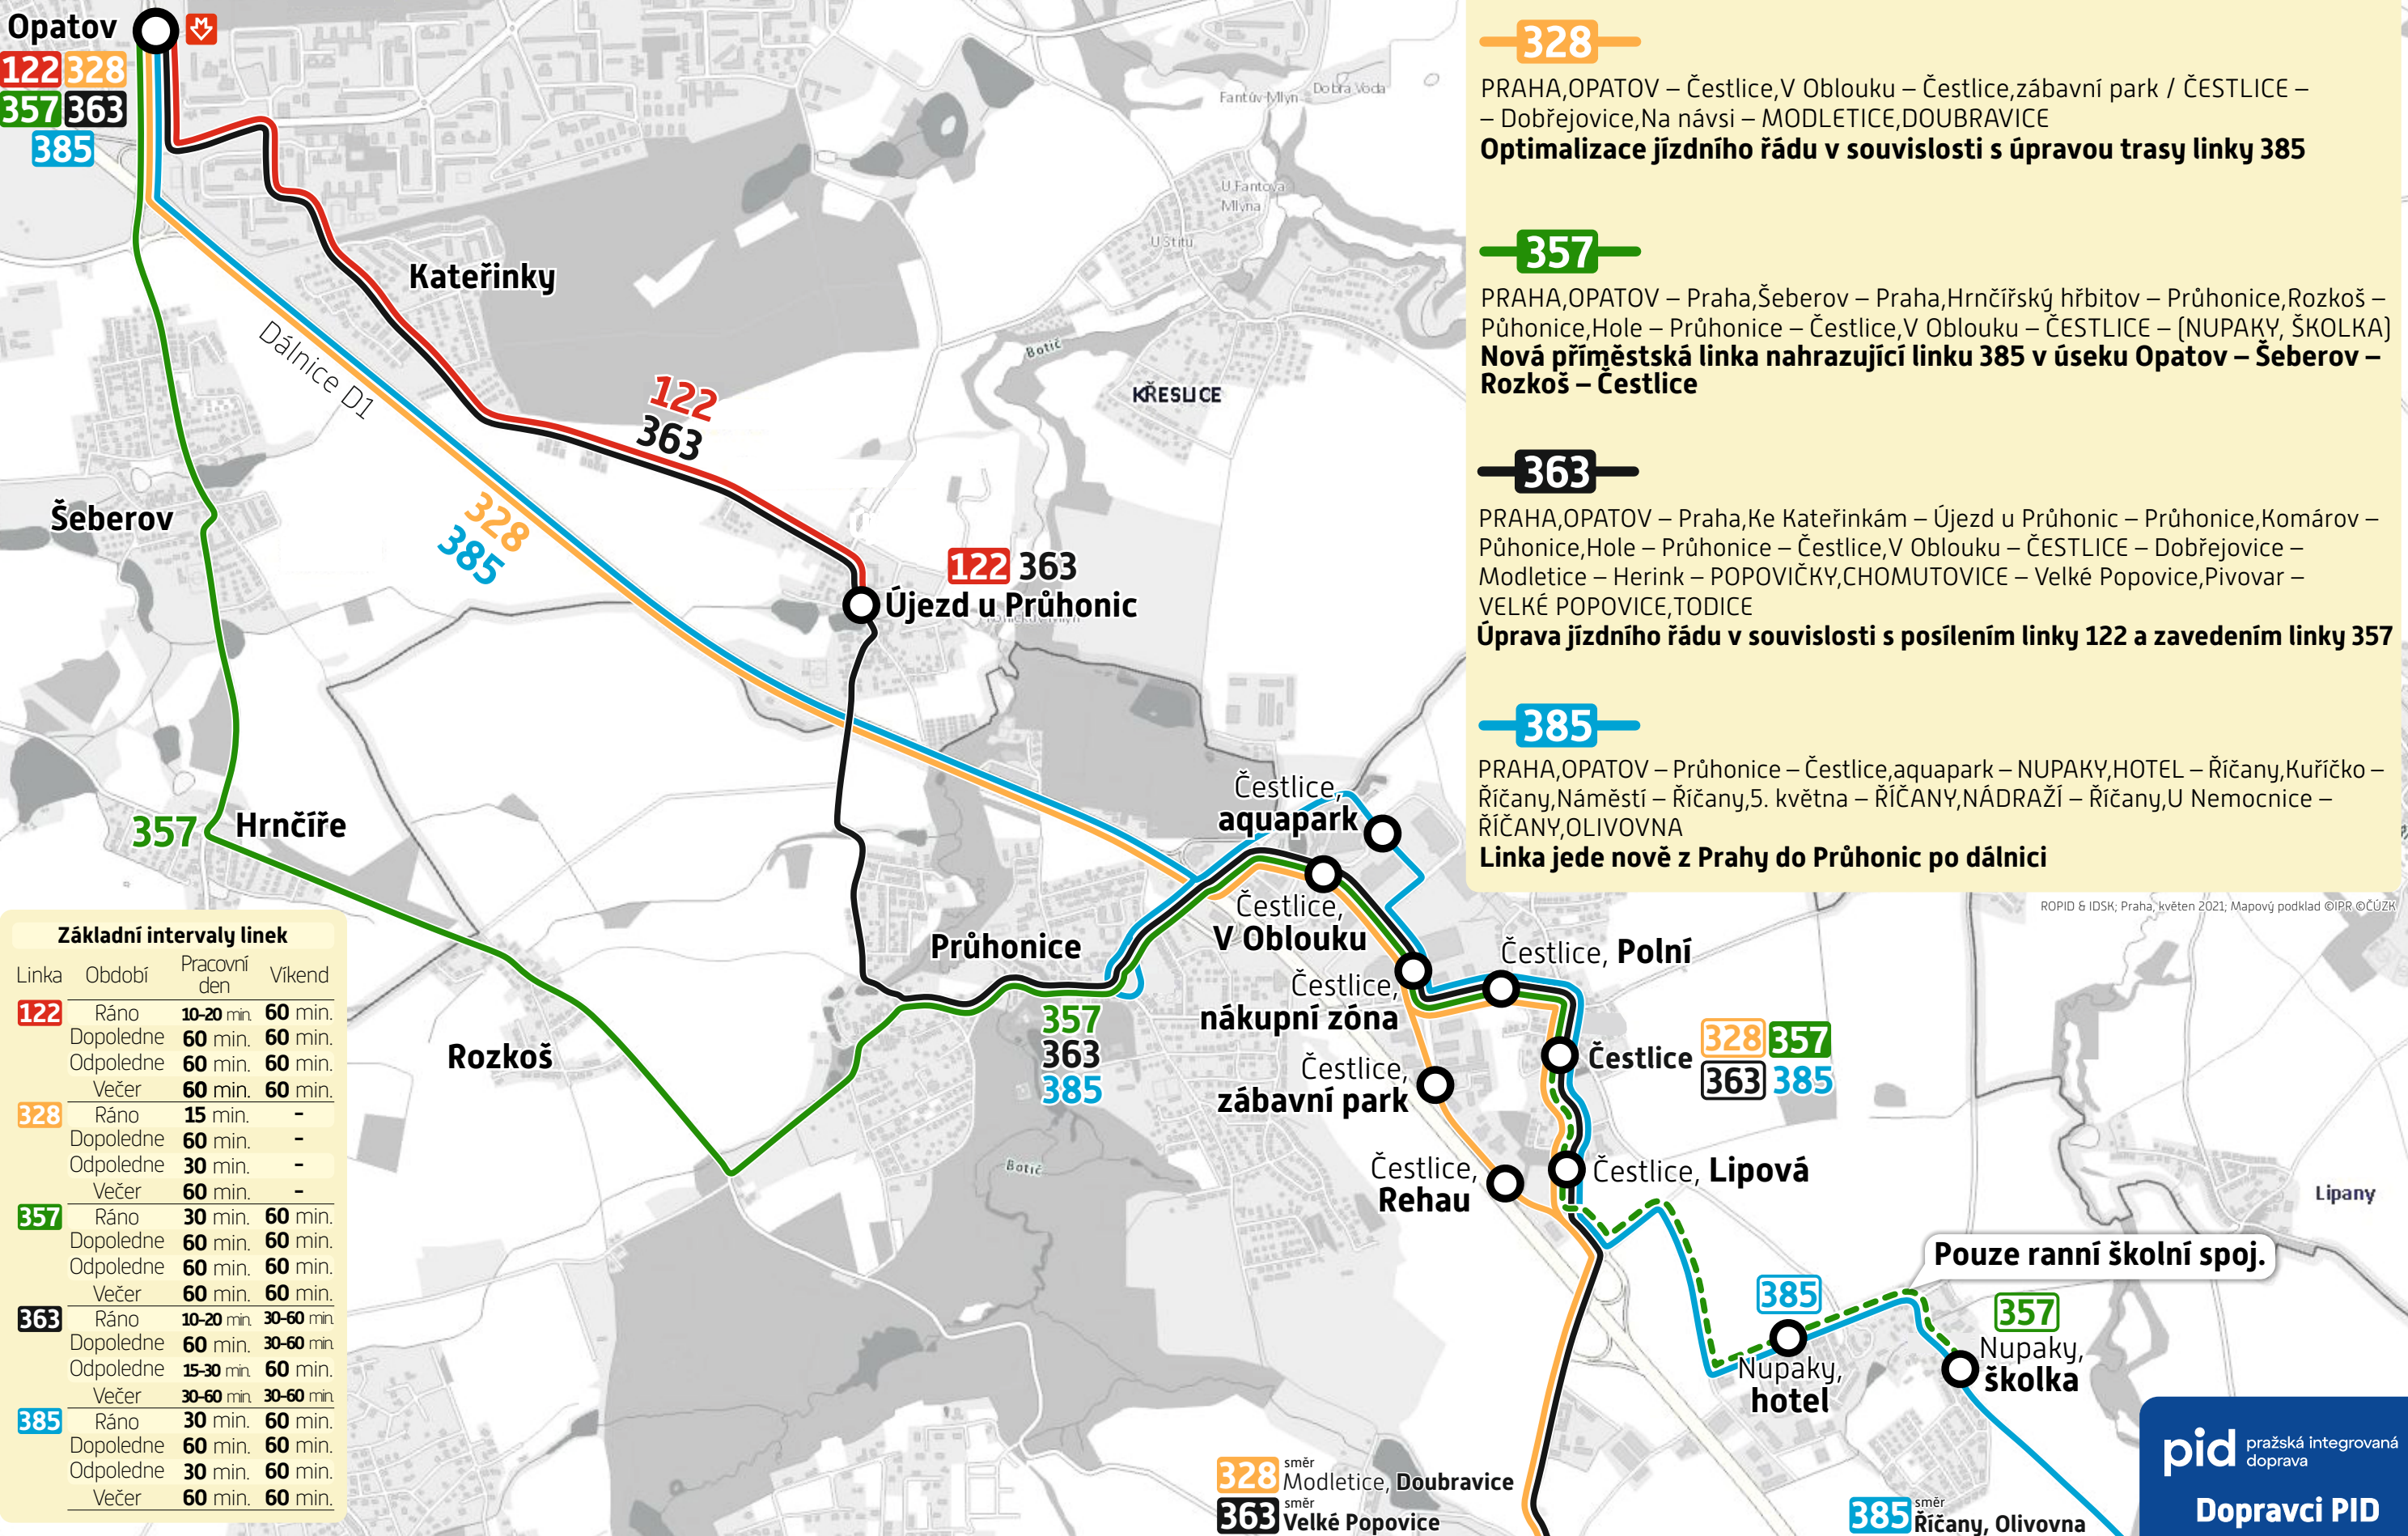 Opatov
122 328
357 363
385
Kateřinky
Dálnice D1
122
363
328
385
Šeberov
122 363
Újezd u Průhonic
357
Hrnčíře
Rozkoš
Průhonice
357
363
385
Fantův Mlyn
Dobrá Voda
U Fantova
Mlyna
U Štítu
Botič
KŘESLICE
Čestlice,
aquapark
Čestlice,
V Oblouku
Čestlice,
nákupní zóna
Čestlice, Polní
Čestlice
328 357
363 385
Čestlice,
zábavní park
Čestlice,
Rehau
Čestlice, Lipová
Botič
Lipany
Pouze ranní školní spoj.
385
Nupaky,
hotel
357
Nupaky,
školka
328 směr
Modletice, Doubravice
363 směr
Velké Popovice
385 směr
Říčany, Olivovna
328
PRAHA,OPATOV – Čestlice,V Oblouku – Čestlice,zábavní park / ČESTLICE –
– Dobřejovice,Na návsi – MODLETICE,DOUBRAVICE
Optimalizace jízdního řádu v souvislosti s úpravou trasy linky 385
357
PRAHA,OPATOV – Praha,Šeberov – Praha,Hrnčířský hřbitov – Průhonice,Rozkoš –
Půhonice,Hole – Průhonice – Čestlice,V Oblouku – ČESTLICE – (NUPAKY, ŠKOLKA)
Nová příměstská linka nahrazující linku 385 v úseku Opatov – Šeberov –
Rozkoš – Čestlice
363
PRAHA,OPATOV – Praha,Ke Kateřinkám – Újezd u Průhonic – Průhonice,Komárov –
Půhonice,Hole – Průhonice – Čestlice,V Oblouku – ČESTLICE – Dobřejovice –
Modletice – Herink – POPOVIČKY,CHOMUTOVICE – Velké Popovice,Pivovar –
VELKÉ POPOVICE,TODICE
Úprava jízdního řádu v souvislosti s posílením linky 122 a zavedením linky 357
385
PRAHA,OPATOV – Průhonice – Čestlice,aquapark – NUPAKY,HOTEL – Říčany,Kuříčko –
Říčany,Náměstí – Říčany,5. května – ŘÍČANY,NÁDRAŽÍ – Říčany,U Nemocnice –
ŘÍČANY,OLIVOVNA
Linka jede nově z Prahy do Průhonic po dálnici
ROPID & IDSK; Praha, květen 2021; Mapový podklad ©IPR ©ČÚZK
Základní intervaly linek
Linka Období Pracovní den Víkend
122 Ráno 10–20 min. 60 min.
Dopoledne 60 min. 60 min.
Odpoledne 60 min. 60 min.
Večer 60 min. 60 min.
328 Ráno 15 min. –
Dopoledne 60 min. –
Odpoledne 30 min. –
Večer 60 min. –
357 Ráno 30 min. 60 min.
Dopoledne 60 min. 60 min.
Odpoledne 60 min. 60 min.
Večer 60 min. 60 min.
363 Ráno 10–20 min. 30–60 min.
Dopoledne 60 min. 30–60 min.
Odpoledne 15–30 min. 60 min.
Večer 30–60 min. 30–60 min.
385 Ráno 30 min. 60 min.
Dopoledne 60 min. 60 min.
Odpoledne 30 min. 60 min.
Večer 60 min. 60 min.
pid pražská integrovaná
doprava
Dopravci PID